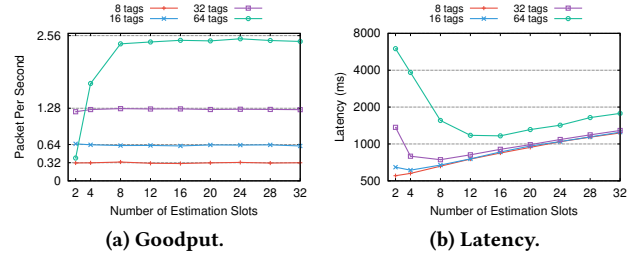 8 tags 32 tags
16 tags 64 tags
Packet Per Second
2.56
1.28
0.64
0.32
0
2 4 8 12 16 20 24 28 32
Number of Estimation Slots
(a) Goodput.
8 tags 32 tags
16 tags 64 tags
Latency (ms)
8000
4000
2000
1000
500
2 4 8 12 16 20 24 28 32
Number of Estimation Slots
(b) Latency.